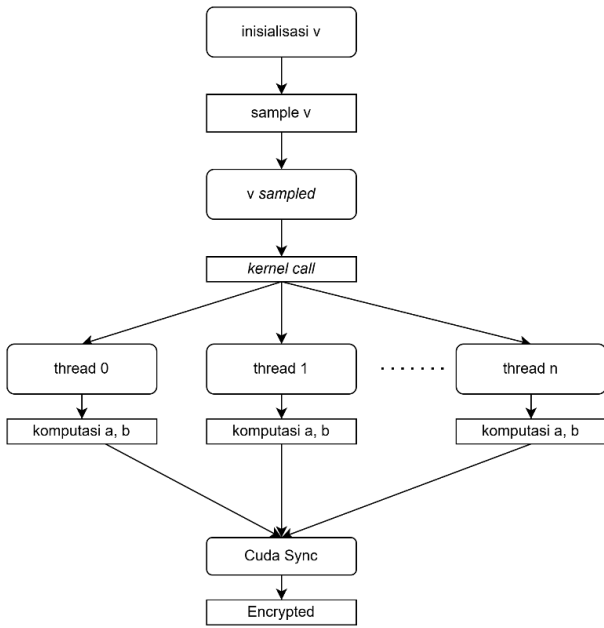 inisialisasi v
sample v
v sampled
kernel call
thread 0
thread 1
.......
thread n
komputasi a, b
komputasi a, b
komputasi a, b
Cuda Sync
Encrypted